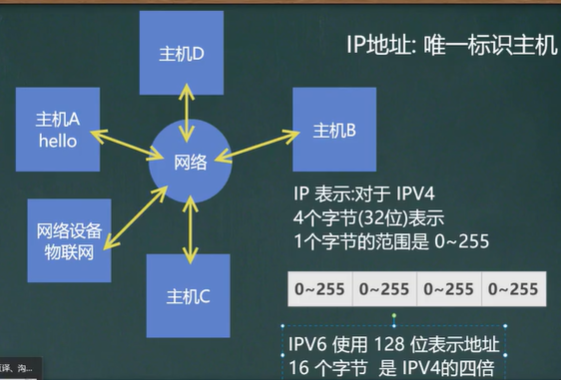 IP地址: 唯一标识主机
主机D
主机A
hello
主机B
网络
网络设备
物联网
主机C
IP 表示:对于 IPV4
4个字节(32位)表示
1个字节的范围是 0~255
0~255 0~255 0~255 0~255
IPV6 使用 128 位表示地址
16 个字节 是 IPV4的四倍
译、沟...